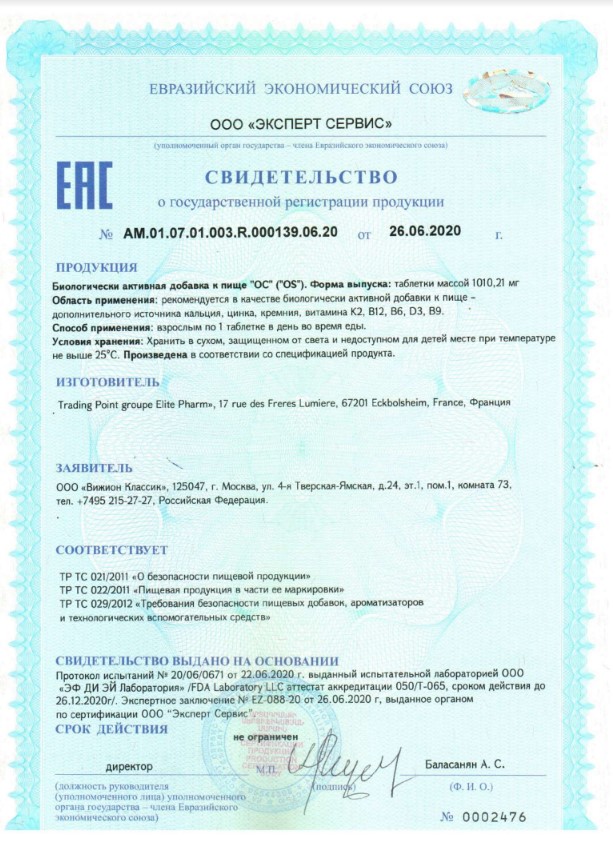 ЕВРАЗИЙСКИЙ ЭКОНОМИЧЕСКИЙ СОЮЗ
ООО «ЭКСПЕРТ СЕРВИС»
(уполномоченный орган государства – члена Евразийского экономического союза)
ЕАС
СВИДЕТЕЛЬСТВО
о государственной регистрации продукции
№ AM.01.07.01.003.R.000139.06.20 от 26.06.2020 г.
ПРОДУКЦИЯ
Биологически активная добавка к пище "ОС" ("OS"). Форма выпуска: таблетки массой 1010,21 мг
Область применения: рекомендуется в качестве биологически активной добавки к пище –
дополнительного источника кальция, цинка, кремния, витамина К2, В12, В6, D3, В9.
Способ применения: взрослым по 1 таблетке в день во время еды.
Условия хранения: Хранить в сухом, защищенном от света и недоступном для детей месте при температуре
не выше 25°С. Произведена в соответствии со спецификацией продукта.
ИЗГОТОВИТЕЛЬ
Trading Point groupe Elite Pharm», 17 rue des Freres Lumiere, 67201 Eckbolsheim, France, Франция
ЗАЯВИТЕЛЬ
ООО «Вижион Классик», 125047, г. Москва, ул. 4-я Тверская-Ямская, д.24, эт.1, пом.1, комната 73,
тел. +7495 215-27-27, Российская Федерация.
СООТВЕТСТВУЕТ
ТР ТС 021/2011 «О безопасности пищевой продукции»
ТР ТС 022/2011 «Пищевая продукция в части ее маркировки»
ТР ТС 029/2012 «Требования безопасности пищевых добавок, ароматизаторов
и технологических вспомогательных средств»
СВИДЕТЕЛЬСТВО ВЫДАНО НА ОСНОВАНИИ
Протокол испытаний № 20/06/0671 от 22.06.2020 г. выданный испытательной лабораторией ООО
«ЭФ ДИ ЭЙ Лаборатория» /FDA Laboratory LLC аттестат аккредитации 050/Т-065, сроком действия до
26.12.2020г/. Экспертное заключение № EZ-088-20 от 26.06.2020 г, выданное органом
по сертификации ООО "Эксперт Сервис"
СРОК ДЕЙСТВИЯ
не ограничен
директор
М.П.
Баласанян А. С.
(должность руководителя
(уполномоченного лица) уполномоченного
органа государства – члена Евразийского
экономического союза)
(подпись)
(Ф. И. О.)
№ 0002476